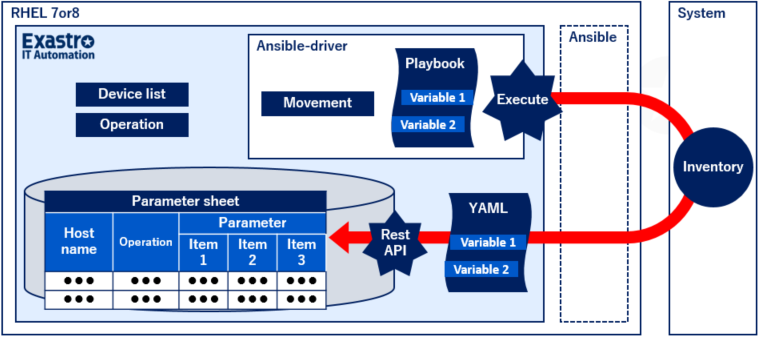 RHEL 7or8
System
Exastro
IT Automation
Ansible-driver
Ansible
Playbook
Device list
Movement
Variable 1
Execute
Operation
Variable 2
Inventory
Parameter sheet
YAML
Host
name
Operation
Parameter
Item
1
Item
2
Item
3
Rest
API
Variable 1
Variable 2